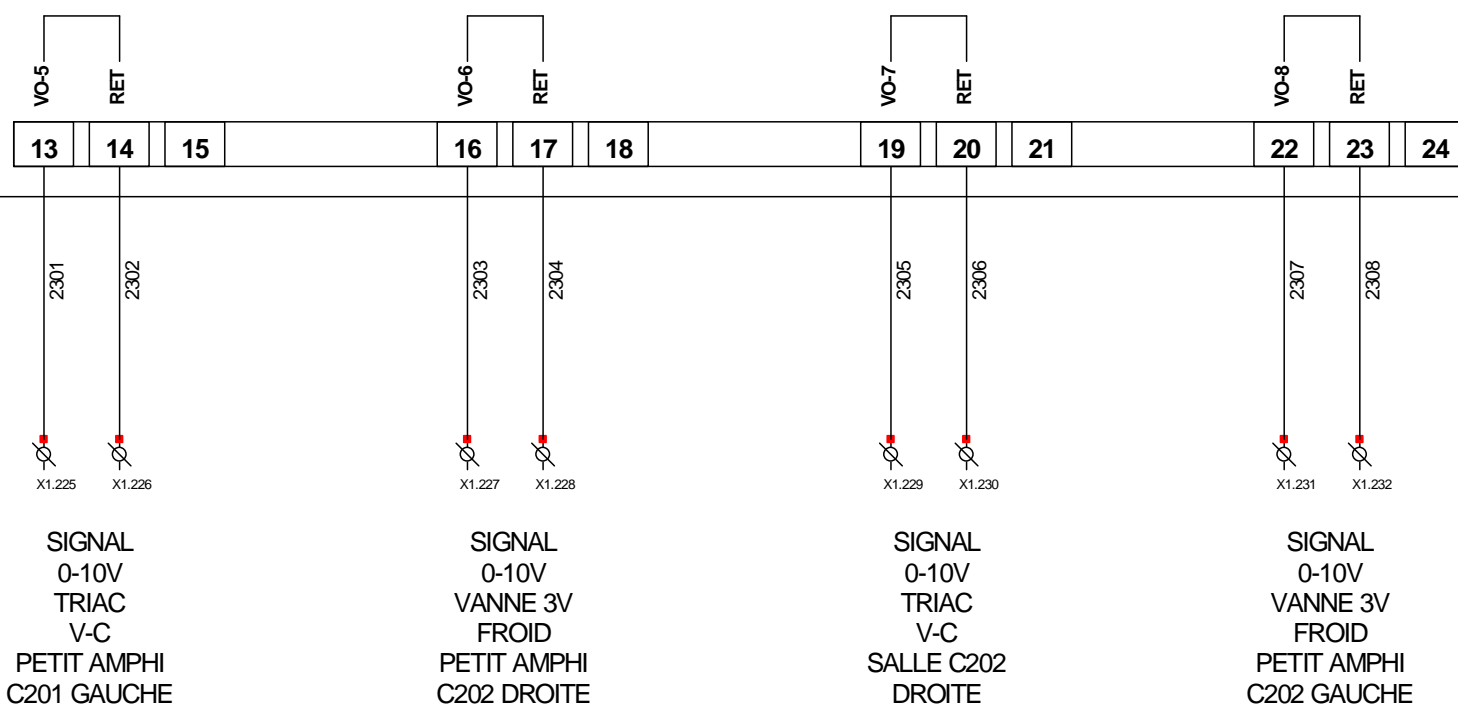 VO-5 RET VO-6 RET VO-7 RET VO-8 RET
13 14 15 16 17 18 19 20 21 22 23 24
2301 2302 2303 2304 2305 2306 2307 2308
X1.225 X1.226 X1.227 X1.228 X1.229 X1.230 X1.231 X1.232
SIGNAL
0-10V
TRIAC
V-C
PETIT AMPHI
C201 GAUCHE
SIGNAL
0-10V
VANNE 3V
FROID
PETIT AMPHI
C202 DROITE
SIGNAL
0-10V
TRIAC
V-C
SALLE C202
DROITE
SIGNAL
0-10V
VANNE 3V
FROID
PETIT AMPHI
C202 GAUCHE